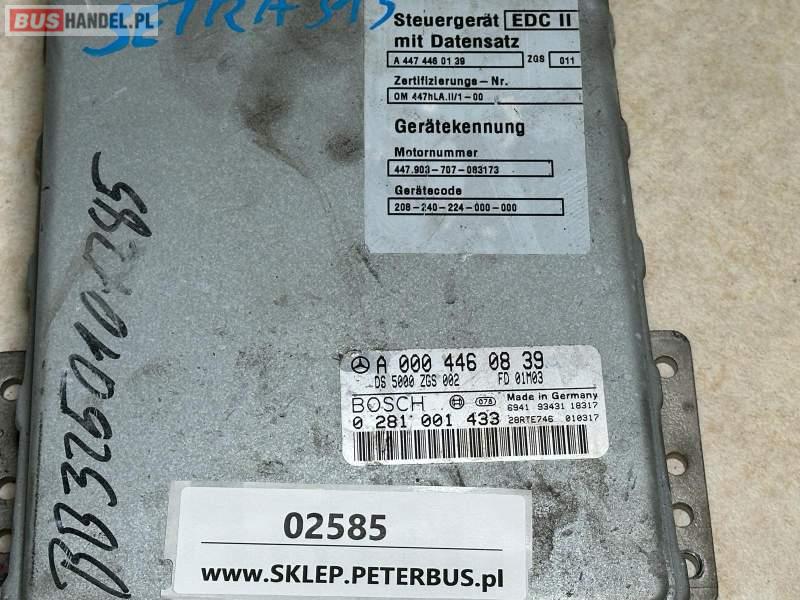 BUSHANDEL.PL
SETRA 315
Steuergerät EDC II
mit Datensatz
A 447 446 01 39 ZGS 011
Zertifizierungs-Nr.
OM 447hLA.II/1-00
Gerätekennung
Motornummer
447.903-707-083173
Gerätecode
208-240-224-000-000
A 000 446 08 39
DS 5000 ZGS 002 FD 01M03
BOSCH 078 Made in Germany
6941 93431 18317
0 281 001 433 28RTE746 010317
02585
www.SKLEP.PETERBUS.pl